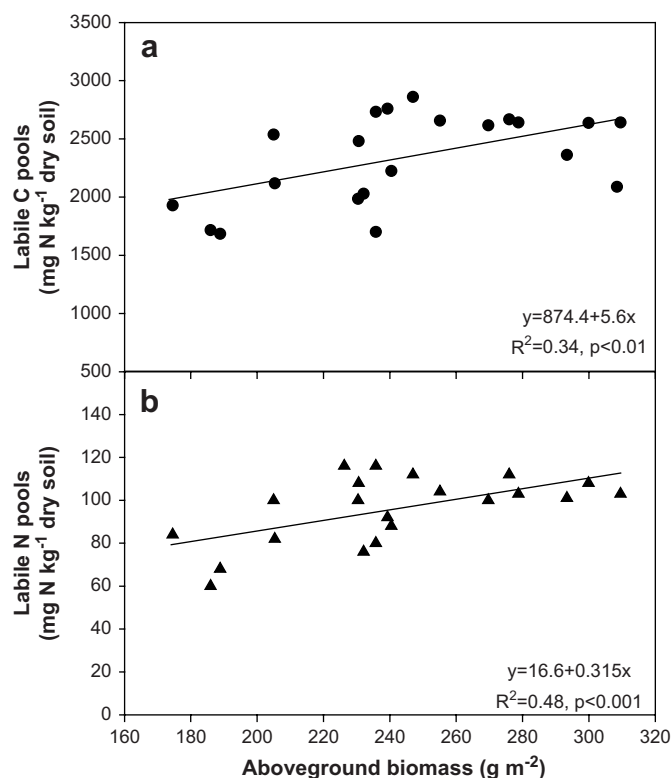 3500
a
3000
2500
2000
1500
1000
500
Labile C pools
(mg N kg⁻¹ dry soil)
y=874.4+5.6x
R²=0.34, p<0.01
b
140
120
100
80
60
40
20
0
Labile N pools
(mg N kg⁻¹ dry soil)
y=16.6+0.315x
R²=0.48, p<0.001
160 180 200 220 240 260 280 300 320
Aboveground biomass (g m⁻²)